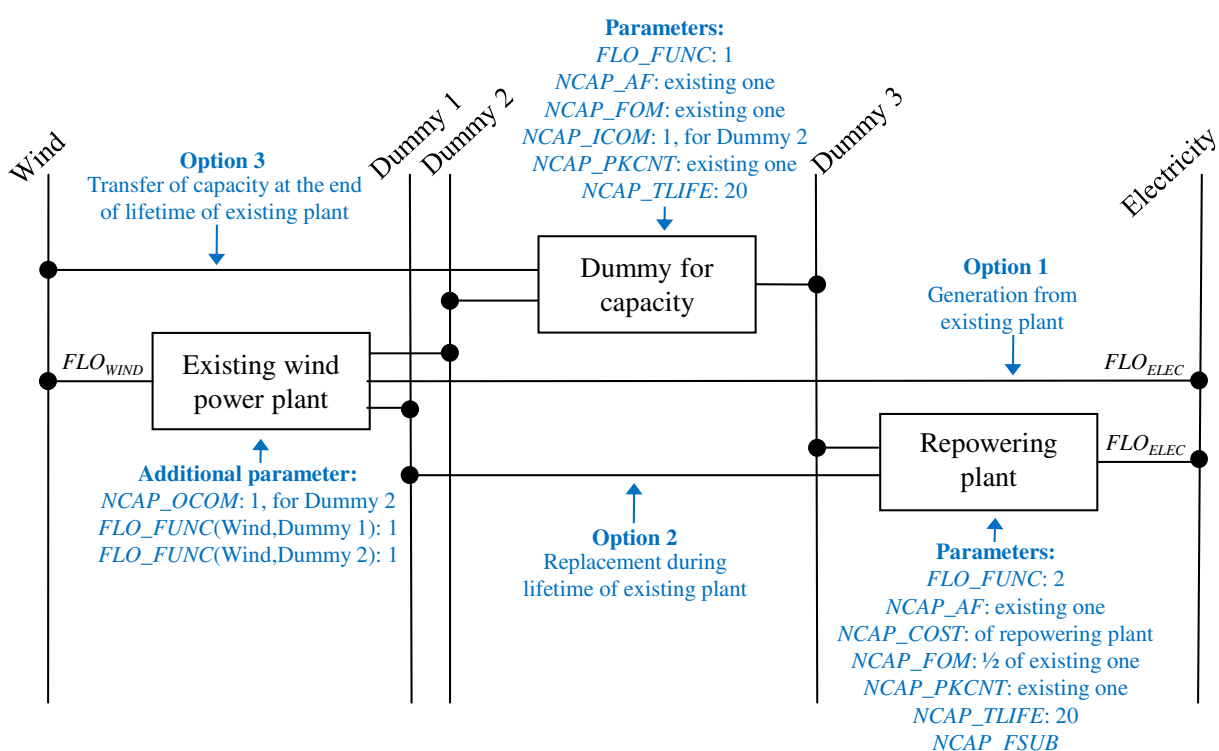 Parameters:
FLO_FUNC: 1
NCAP_AF: existing one
NCAP_FOM: existing one
NCAP_ICOM: 1, for Dummy 2
NCAP_PKCNT: existing one
NCAP_TLIFE: 20
Wind
Dummy 1
Dummy 2
Dummy 3
Electricity
Option 3
Transfer of capacity at the end
of lifetime of existing plant
Dummy for
capacity
Option 1
Generation from
existing plant
FLO_WIND
Existing wind
power plant
FLO_ELEC
Repowering
plant
FLO_ELEC
Additional parameter:
NCAP_OCOM: 1, for Dummy 2
FLO_FUNC(Wind,Dummy 1): 1
FLO_FUNC(Wind,Dummy 2): 1
Option 2
Replacement during
lifetime of existing plant
Parameters:
FLO_FUNC: 2
NCAP_AF: existing one
NCAP_COST: of repowering plant
NCAP_FOM: ½ of existing one
NCAP_PKCNT: existing one
NCAP_TLIFE: 20
NCAP_FSUB